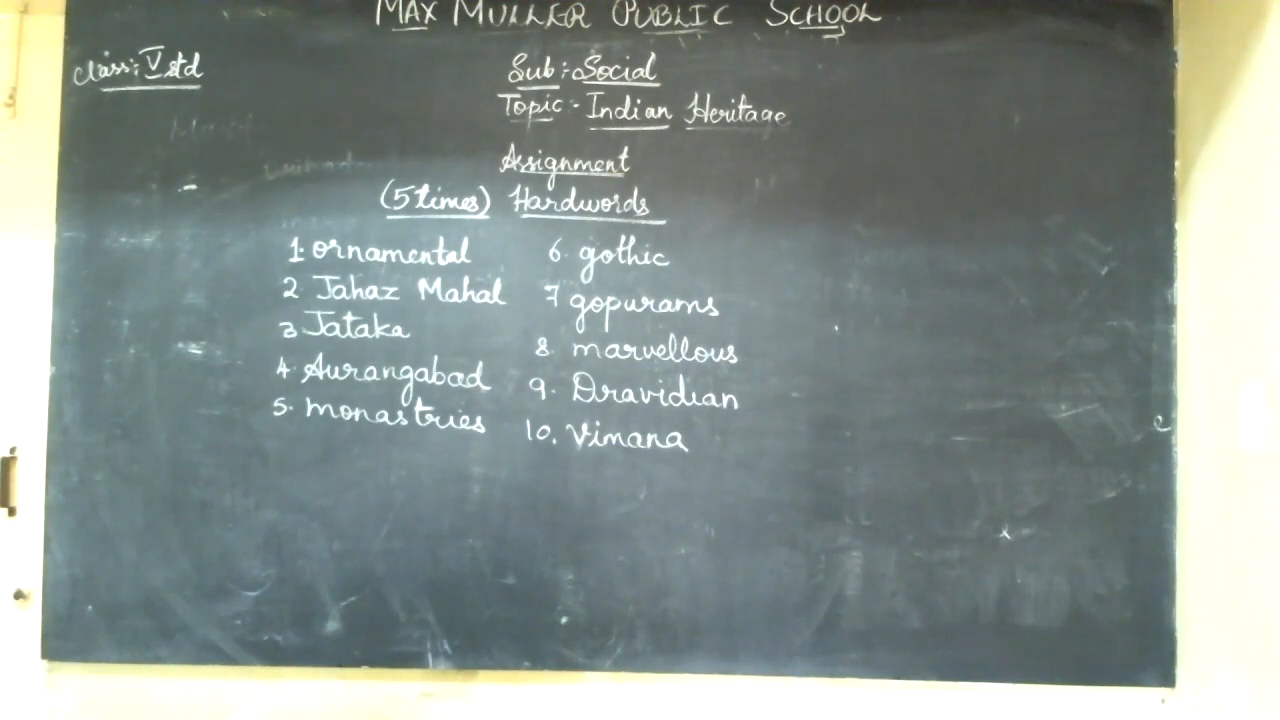 MAX MULLER PUBLIC SCHOOL
Class: V std
Sub :- Social
Topic :- Indian Heritage
Assignment
(5 times) Hardwords
1. ornamental
2 Jahaz Mahal
3 Jataka
4. Aurangabad
5. monastries
6. gothic
7 gopurams
8. marvellous
9. Dravidian
10. Vimana